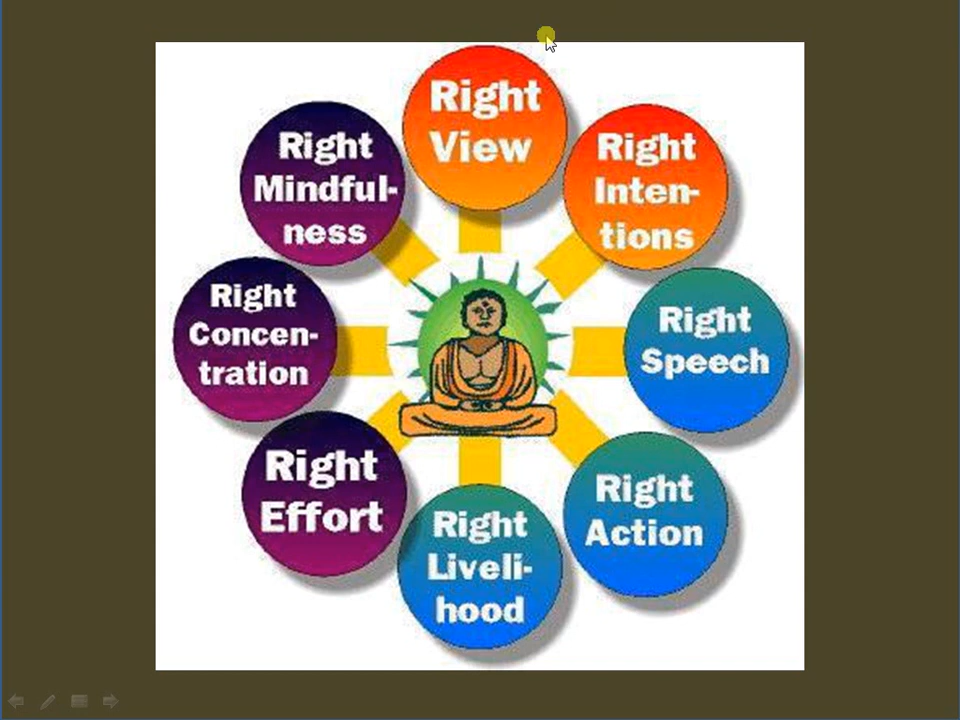 Right
View
Right
Inten-
tions
Right
Speech
Right
Action
Right
Liveli-
hood
Right
Effort
Right
Concen-
tration
Right
Mindful-
ness